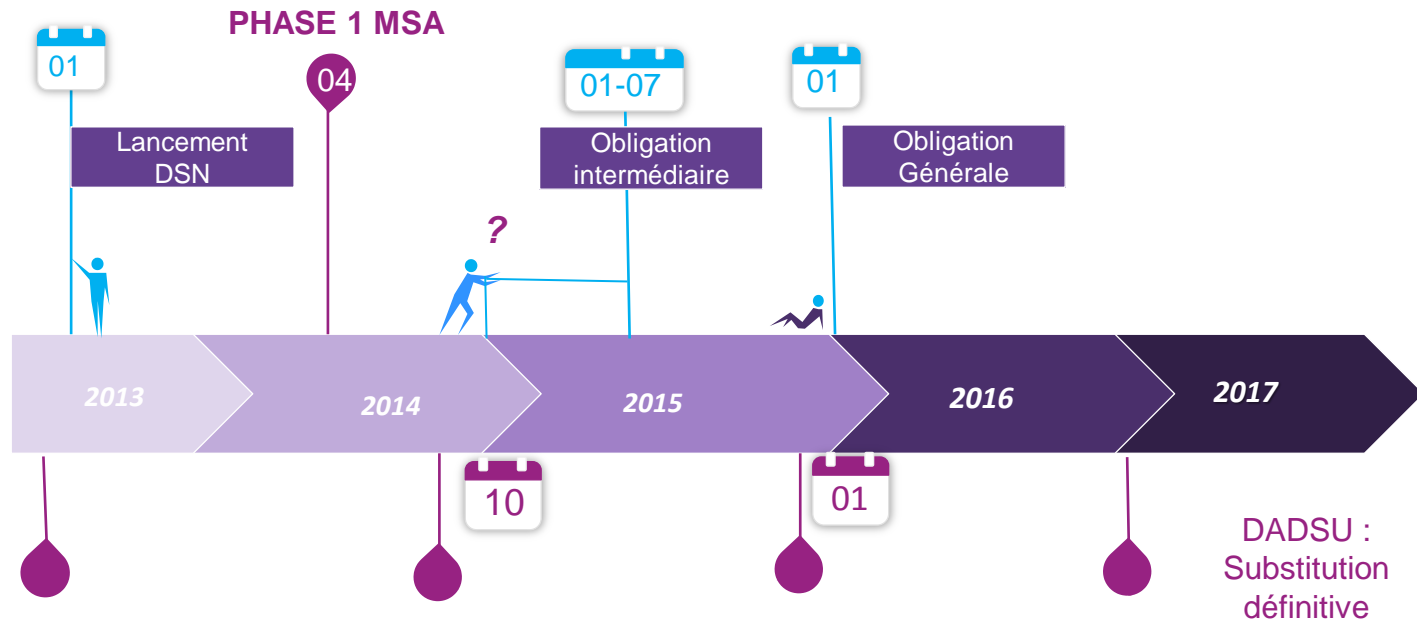 PHASE 1 MSA
01
04
01-07
01
Lancement
DSN
Obligation
intermédiaire
Obligation
Générale
?
2013
2014
2015
2016
2017
10
01
DADSU :
Substitution
définitive